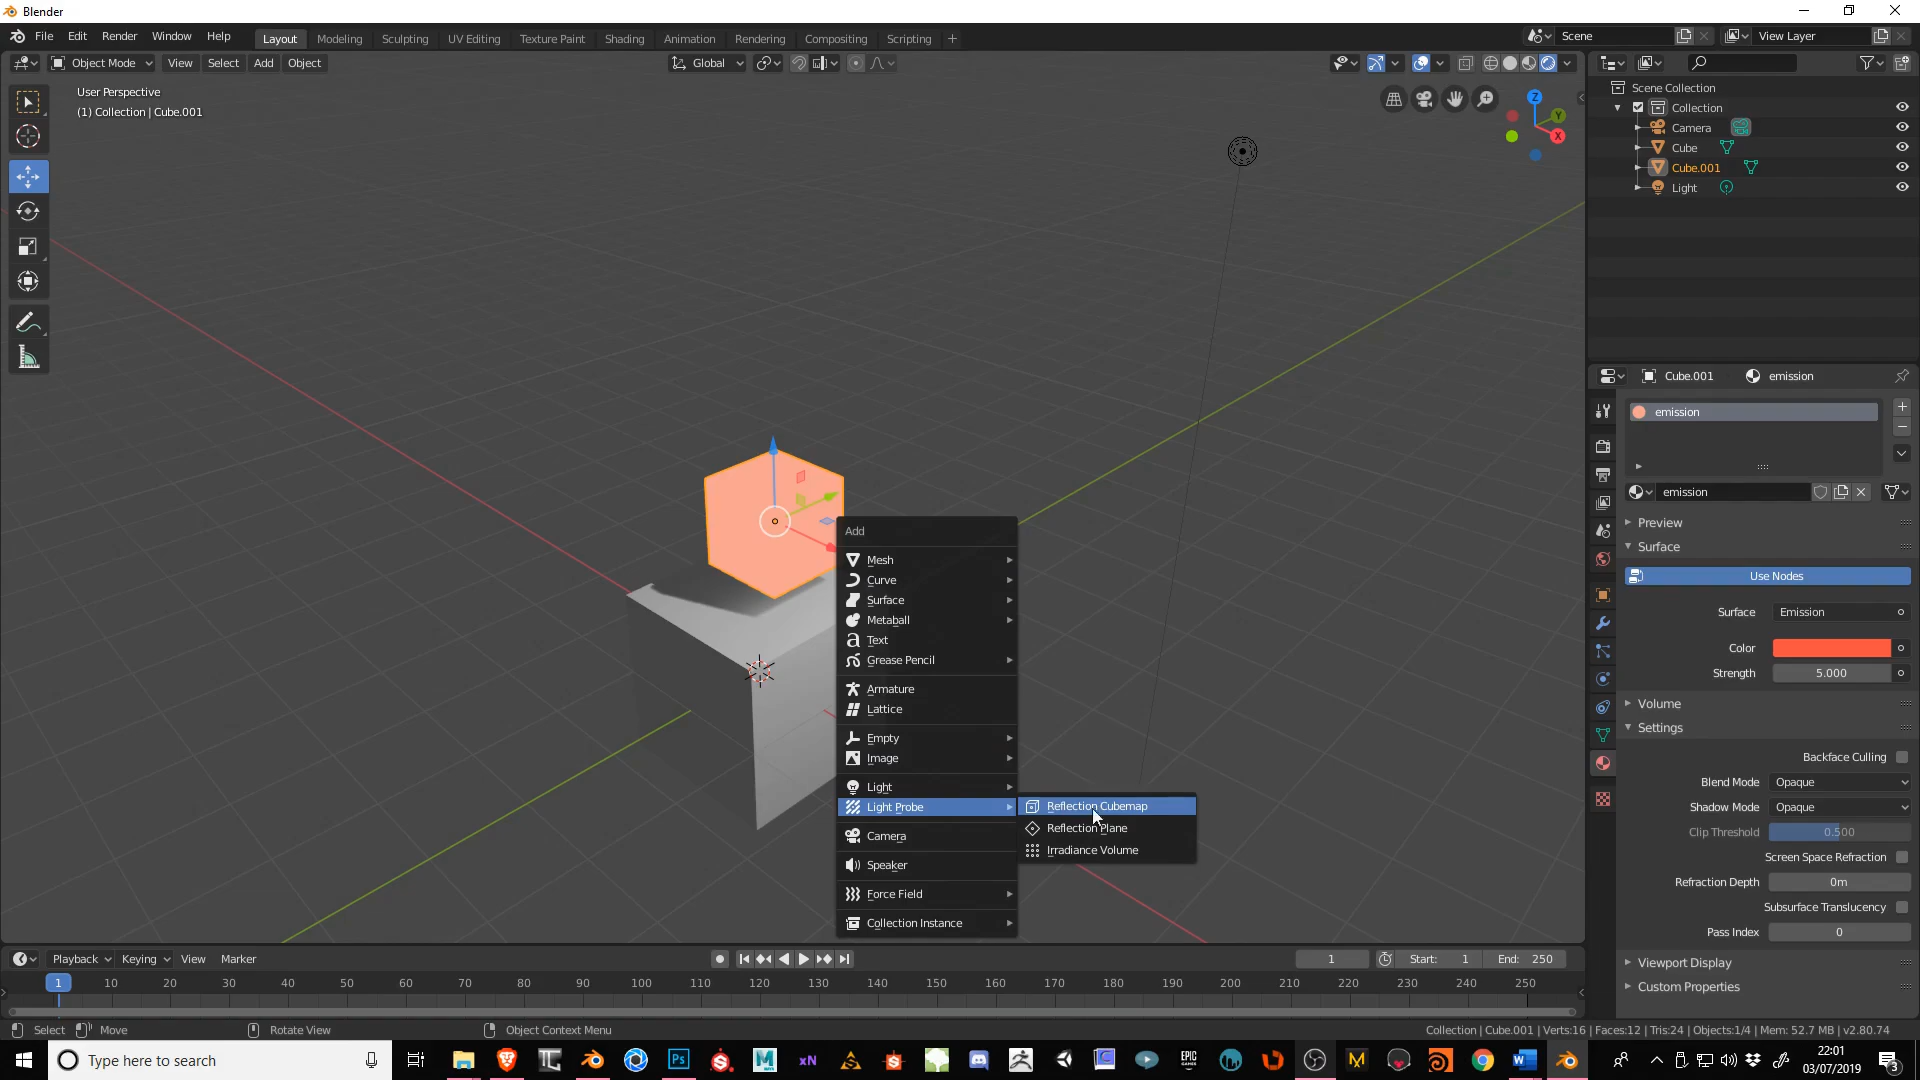 Blender
File Edit Render Window Help
Layout Modeling Sculpting UV Editing Texture Paint Shading Animation Rendering Compositing Scripting +
Scene
View Layer
Object Mode View Select Add Object
Global
User Perspective
(1) Collection | Cube.001
Z
Y
X
Scene Collection
Collection
Camera
Cube
Cube.001
Light
Cube.001 emission
emission
emission
Preview
Surface
Use Nodes
Surface Emission
Color
Strength 5.000
Volume
Settings
Backface Culling
Blend Mode Opaque
Shadow Mode Opaque
Clip Threshold 0.500
Screen Space Refraction
Refraction Depth 0m
Subsurface Translucency
Pass Index 0
Viewport Display
Custom Properties
Add
Mesh
Curve
Surface
Metaball
Text
Grease Pencil
Armature
Lattice
Empty
Image
Light
Light Probe
Camera
Speaker
Force Field
Collection Instance
Reflection Cubemap
Reflection Plane
Irradiance Volume
Playback Keying View Marker
1 Start: 1 End: 250
1 10 20 30 40 50 60 70 80 90 100 110 120 130 140 150 160 170 180 190 200 210 220 230 240 250
Select Move Rotate View Object Context Menu
Collection | Cube.001 | Verts:16 | Faces:12 | Tris:24 | Objects:1/4 | Mem: 52.7 MB | v2.80.74
Type here to search
22:01
03/07/2019
3